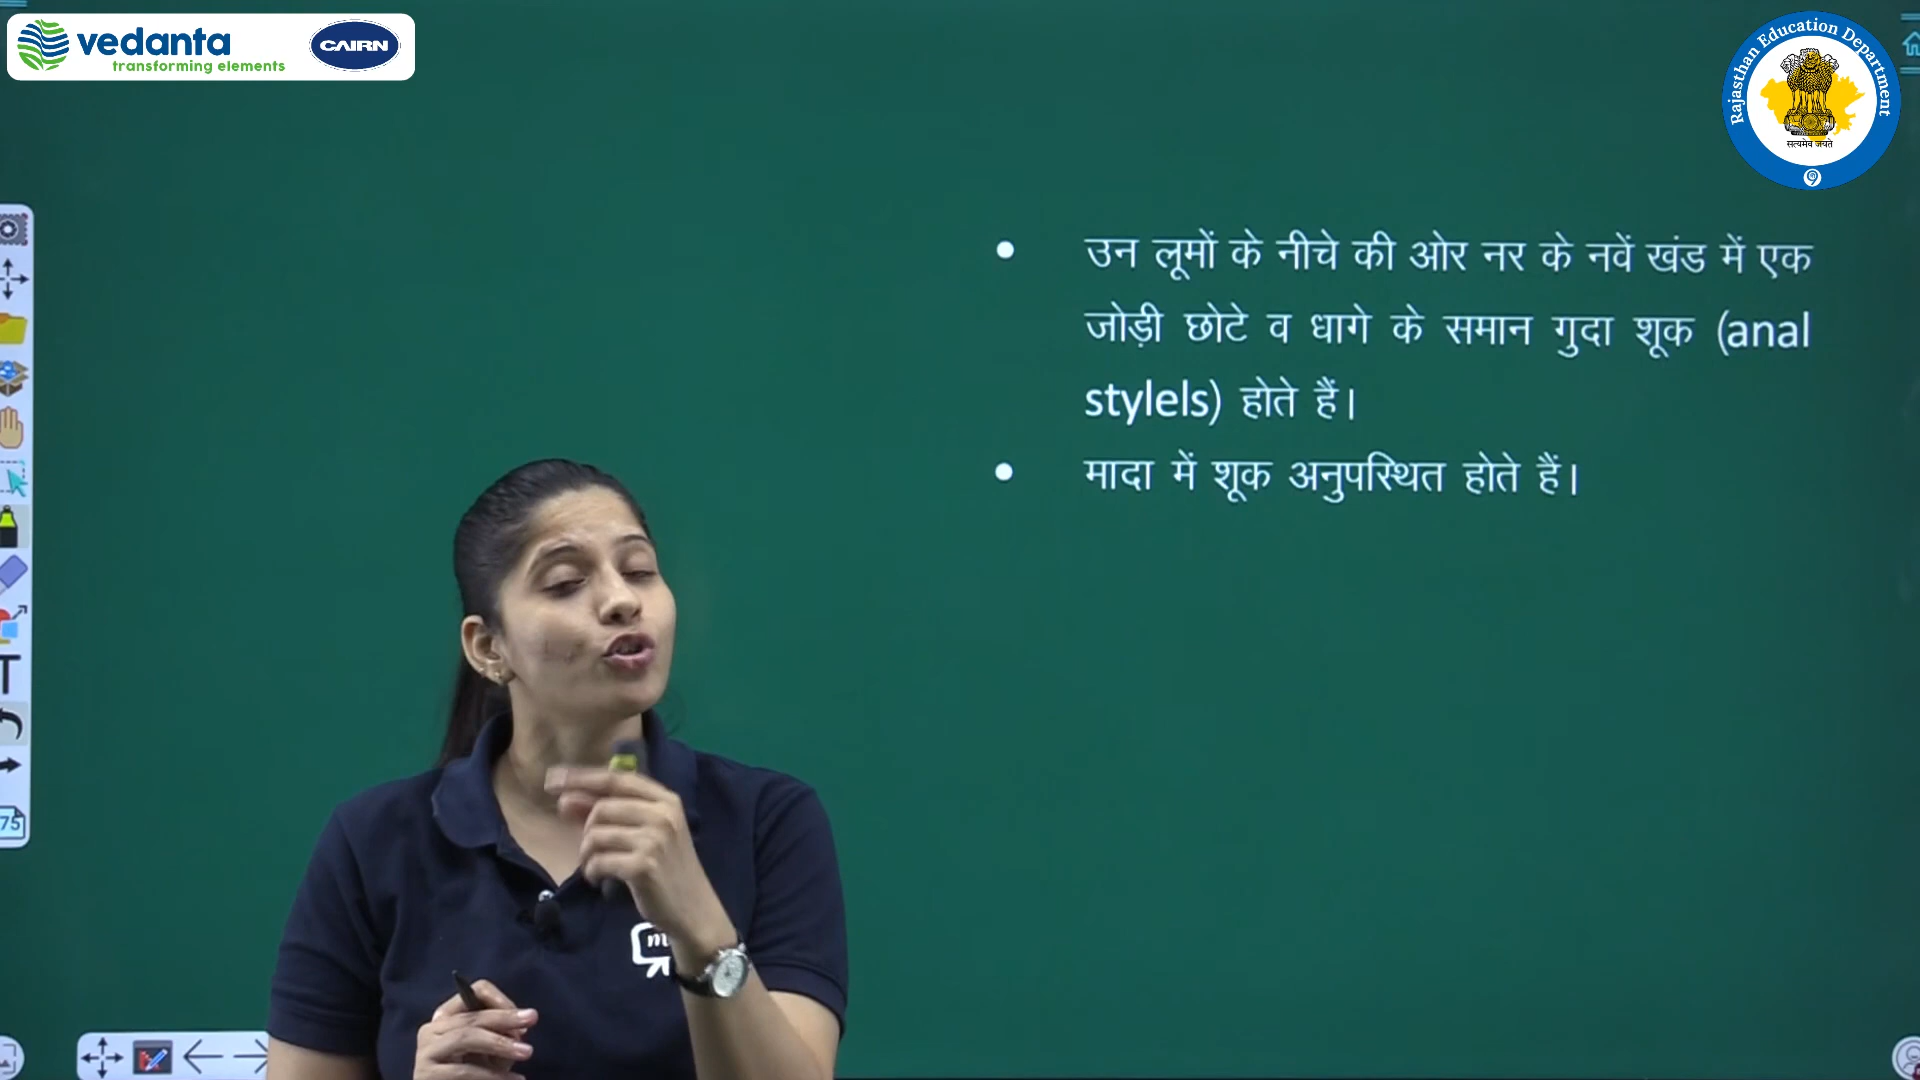 vedanta
transforming elements
CAIRN
Rajasthan Education Department
सत्यमेव जयते
• उन लूमों के नीचे की ओर नर के नवें खंड में एक
जोड़ी छोटे व धागे के समान गुदा शूक (anal
stylels) होते हैं।
• मादा में शूक अनुपस्थित होते हैं।
T
75